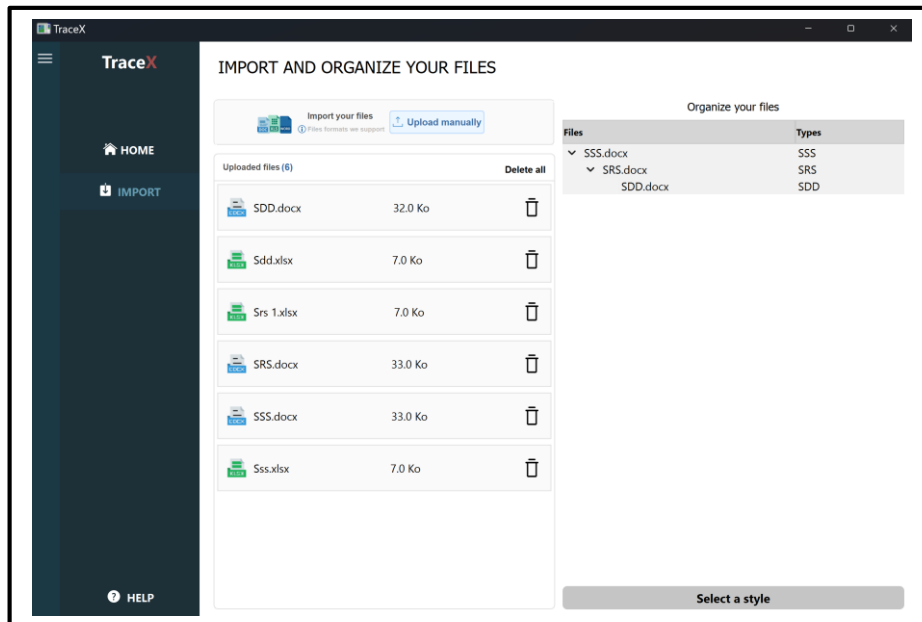 TraceX
TraceX
HOME
IMPORT
HELP
IMPORT AND ORGANIZE YOUR FILES
Import your files
Files formats we support
Upload manually
Uploaded files (6)
Delete all
SDD.docx 32.0 Ko
Sdd.xlsx 7.0 Ko
Srs 1.xlsx 7.0 Ko
SRS.docx 33.0 Ko
SSS.docx 33.0 Ko
Sss.xlsx 7.0 Ko
Organize your files
Files Types
SSS.docx SSS
SRS.docx SRS
SDD.docx SDD
Select a style